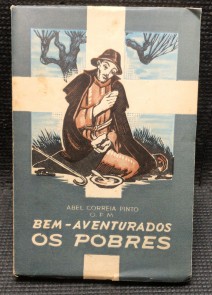 ABEL CORREIA PINTO
O.F.M.
BEM-AVENTURADOS
OS POBRES